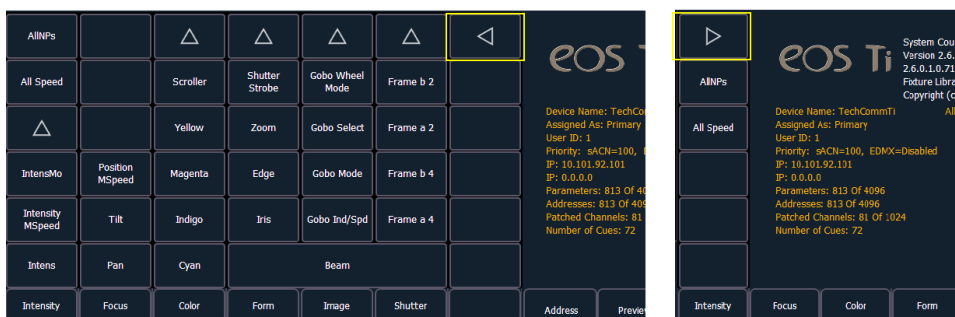 AllNPs
All Speed
Scroller
Shutter
Strobe
Gobo Wheel
Mode
Frame b 2
Yellow
Zoom
Gobo Select
Frame a 2
IntensMo
Position
MSpeed
Magenta
Edge
Gobo Mode
Frame b 4
Intensity
MSpeed
Tilt
Indigo
Iris
Gobo Ind/Spd
Frame a 4
Intens
Pan
Cyan
Beam
Intensity
Focus
Color
Form
Image
Shutter
eos
Device Name: TechCo
Assigned As: Primary
User ID: 1
Priority: sACN=100,
IP: 10.101.92.101
IP: 0.0.0.0
Parameters: 813 Of 40
Addresses: 813 Of 409
Patched Channels: 81
Number of Cues: 72
Address
Preview
AllNPs
All Speed
eos Ti
System Cou
Version 2.6.
2.6.0.1.0.71
Fixture Libra
Copyright (c
Device Name: TechCommTi
Al
Assigned As: Primary
User ID: 1
Priority: sACN=100, EDMX=Disabled
IP: 10.101.92.101
IP: 0.0.0.0
Parameters: 813 Of 4096
Addresses: 813 Of 4096
Patched Channels: 81 Of 1024
Number of Cues: 72
Intensity
Focus
Color
Form